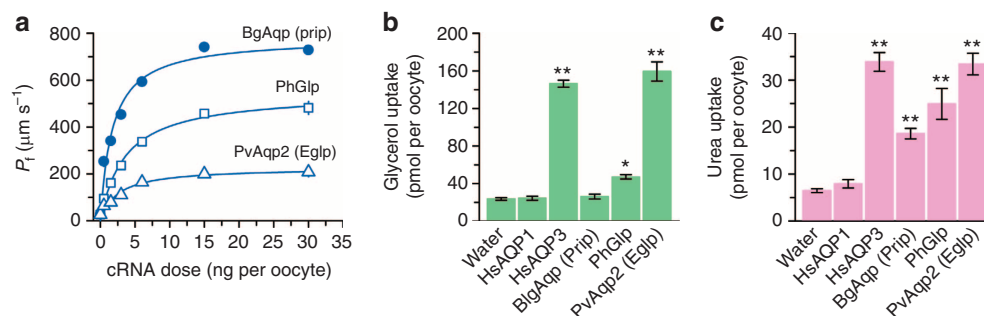 a
800
600
400
200
0
Pf (μm s⁻¹)
BgAqp (prip)
PhGlp
PvAqp2 (Eglp)
0 5 10 15 20 25 30 35
cRNA dose (ng per oocyte)
b
200
160
120
80
40
0
Glycerol uptake
(pmol per oocyte)
**
*
**
Water
HsAQP1
HsAQP3
BlgAqp (Prip)
PhGlp
PvAqp2 (Eglp)
c
40
30
20
10
0
Urea uptake
(pmol per oocyte)
**
**
**
**
Water
HsAQP1
HsAQP3
BgAqp (Prip)
PhGlp
PvAqp2 (Eglp)